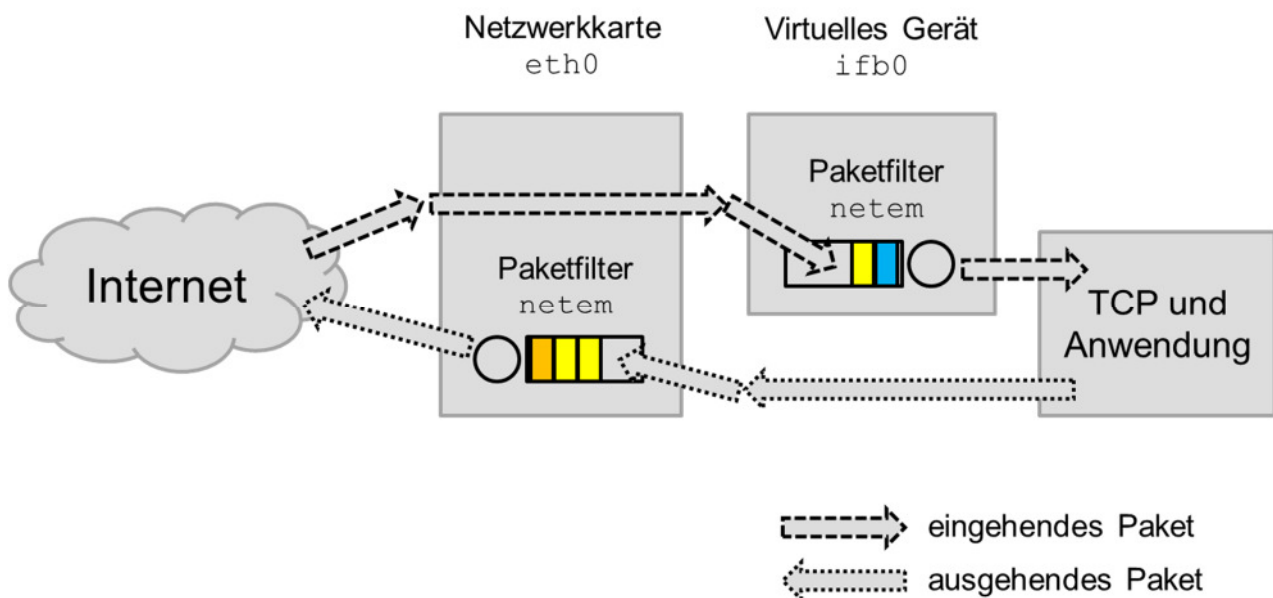 Netzwerkkarte
eth0
Virtuelles Gerät
ifb0
Paketfilter
netem
Internet
Paketfilter
netem
TCP und
Anwendung
eingehendes Paket
ausgehendes Paket